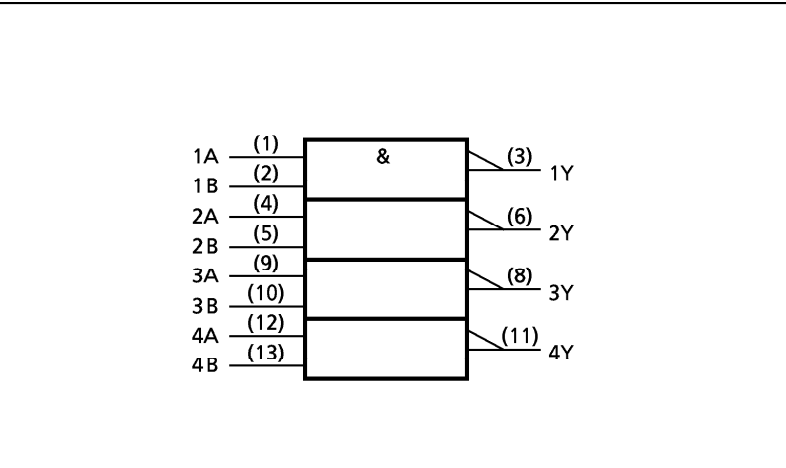 1A (1) & (3) 1Y
1B (2)
2A (4) (6) 2Y
2B (5)
3A (9) (8) 3Y
3B (10)
4A (12) (11) 4Y
4B (13)